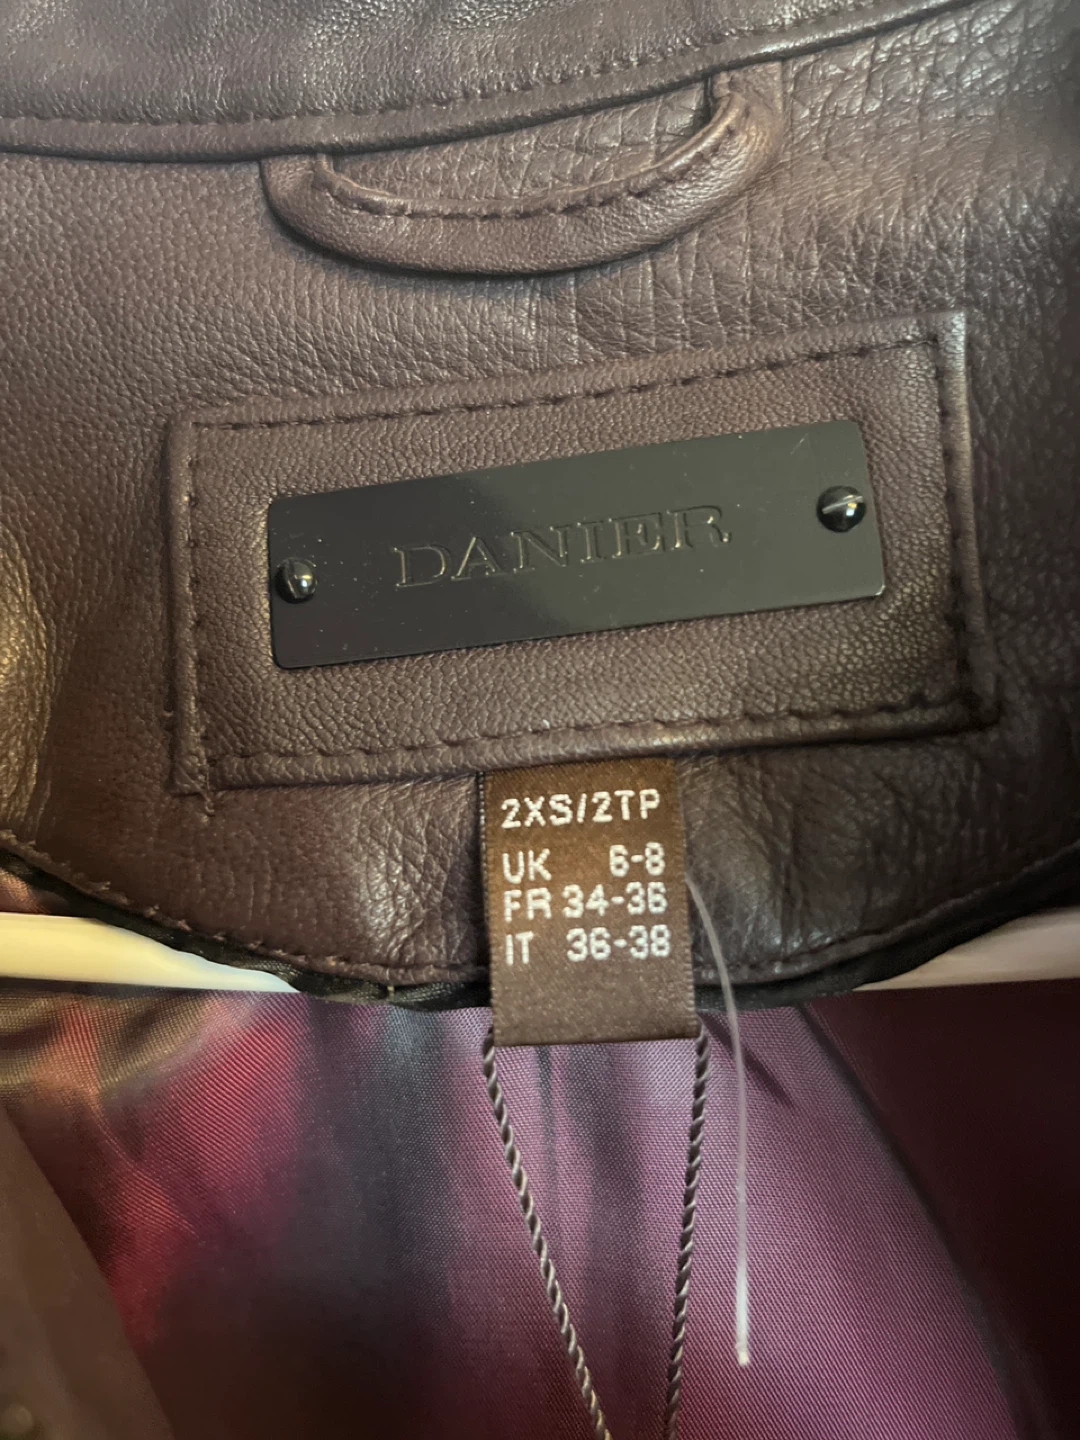 DANIER
2XS/2TP
UK 6-8
FR 34-36
IT 36-38